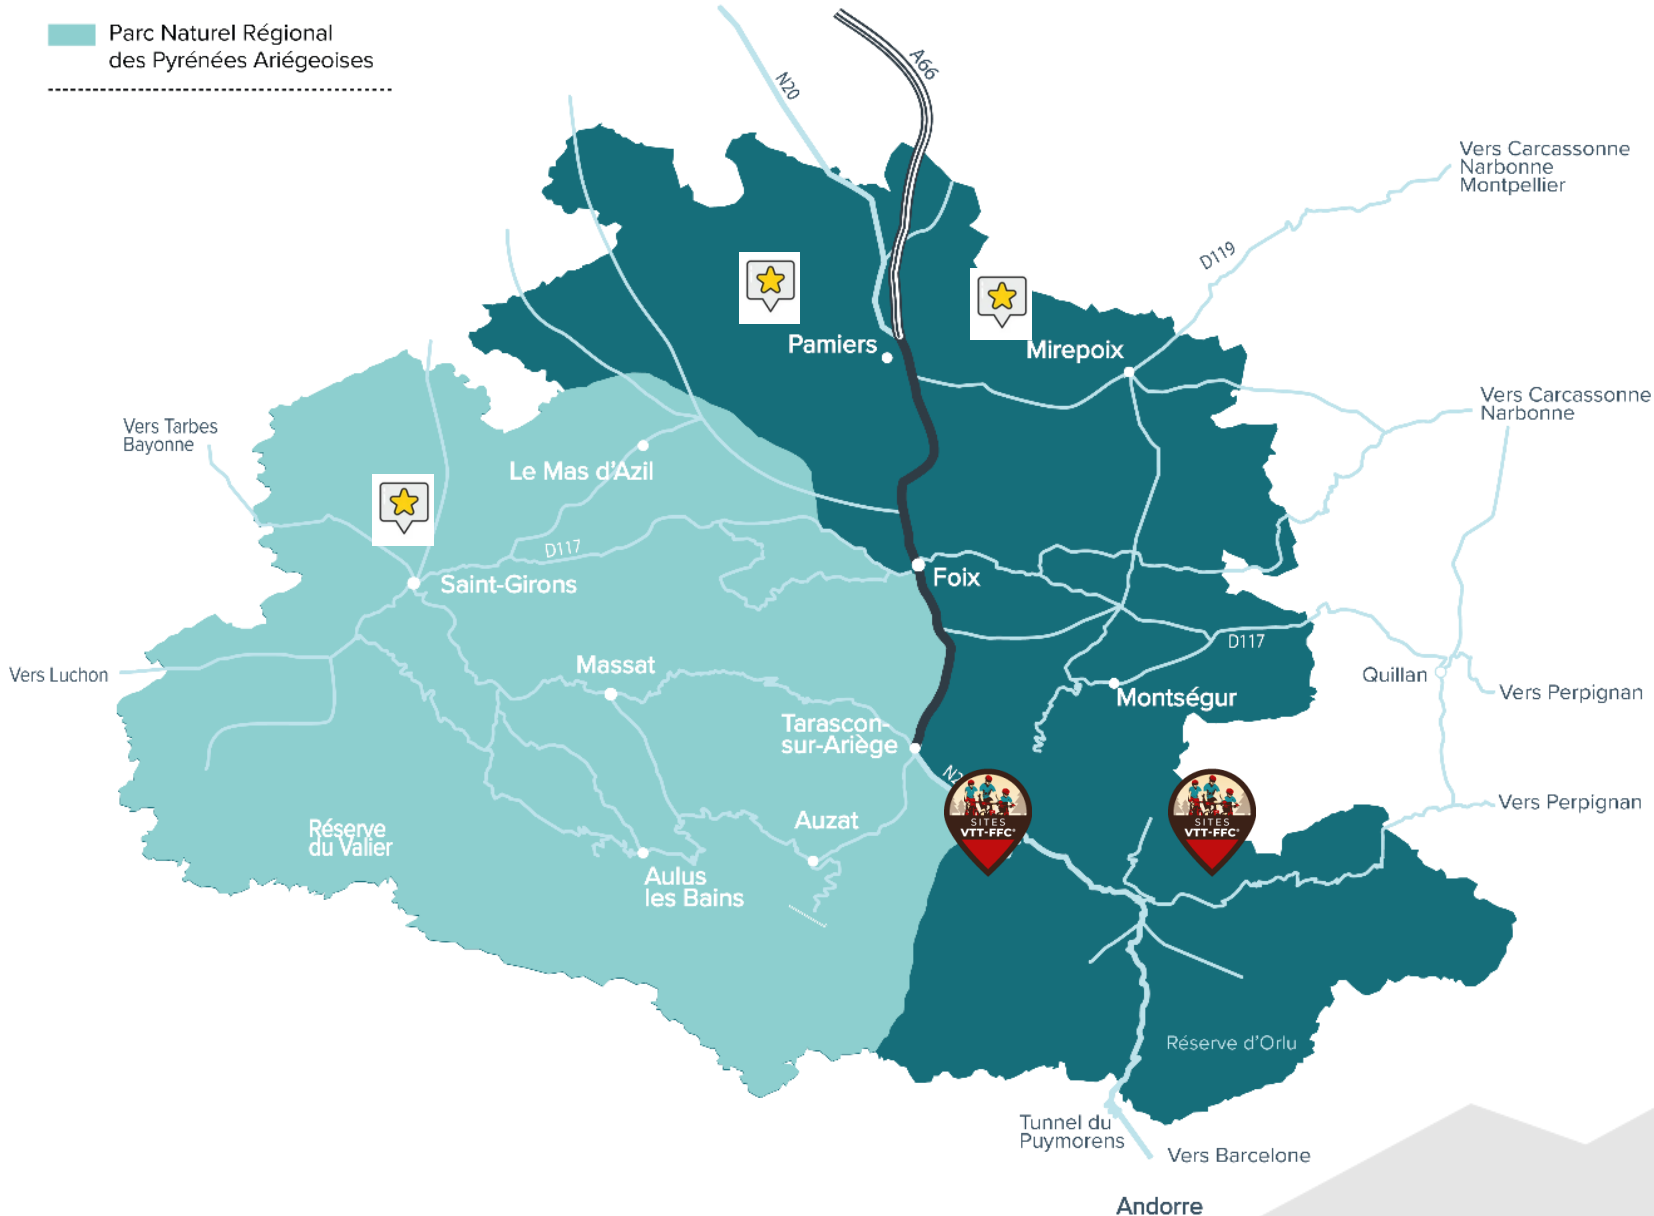 Parc Naturel Régional
des Pyrénées Ariégeoises
N20
A66
Vers Carcassonne
Narbonne
Montpellier
D119
Pamiers
Mirepoix
Vers Carcassonne
Narbonne
Vers Tarbes
Bayonne
Le Mas d'Azil
D117
Saint-Girons
Foix
D117
Vers Luchon
Massat
Quillan
Montségur
Vers Perpignan
Tarascon-
sur-Ariège
SITES
VTT-FFC®
SITES
VTT-FFC®
Vers Perpignan
Réserve
du Valier
Auzat
Aulus
les Bains
Réserve d'Orlu
Tunnel du
Puymorens
Vers Barcelone
Andorre